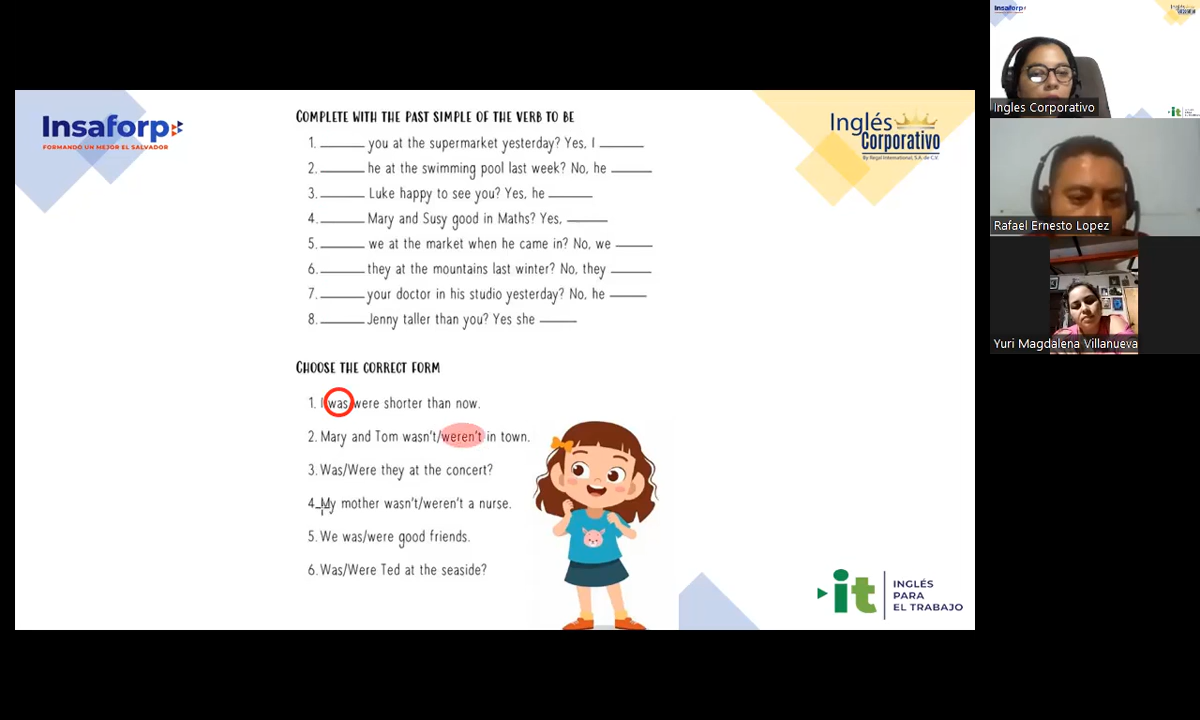 Insaforp
FORMANDO UN MEJOR EL SALVADOR
Inglés
Corporativo
By Regal International, S.A. de C.V.
COMPLETE WITH THE PAST SIMPLE OF THE VERB TO BE
1. ______ you at the supermarket yesterday? Yes, I ______
2. ______ he at the swimming pool last week? No, he ______
3. ______ Luke happy to see you? Yes, he ______
4. ______ Mary and Susy good in Maths? Yes, ______
5. ______ we at the market when he came in? No, we ______
6. ______ they at the mountains last winter? No, they ______
7. ______ your doctor in his studio yesterday? No, he ______
8. ______ Jenny taller than you? Yes she ______
CHOOSE THE CORRECT FORM
1. I was/were shorter than now.
2. Mary and Tom wasn't/weren't in town.
3. Was/Were they at the concert?
4. My mother wasn't/weren't a nurse.
5. We was/were good friends.
6. Was/Were Ted at the seaside?
it
INGLÉS
PARA
EL TRABAJO
Insaforp
Inglés
Corporativo
Ingles Corporativo
it
Rafael Ernesto Lopez
Yuri Magdalena Villanueva